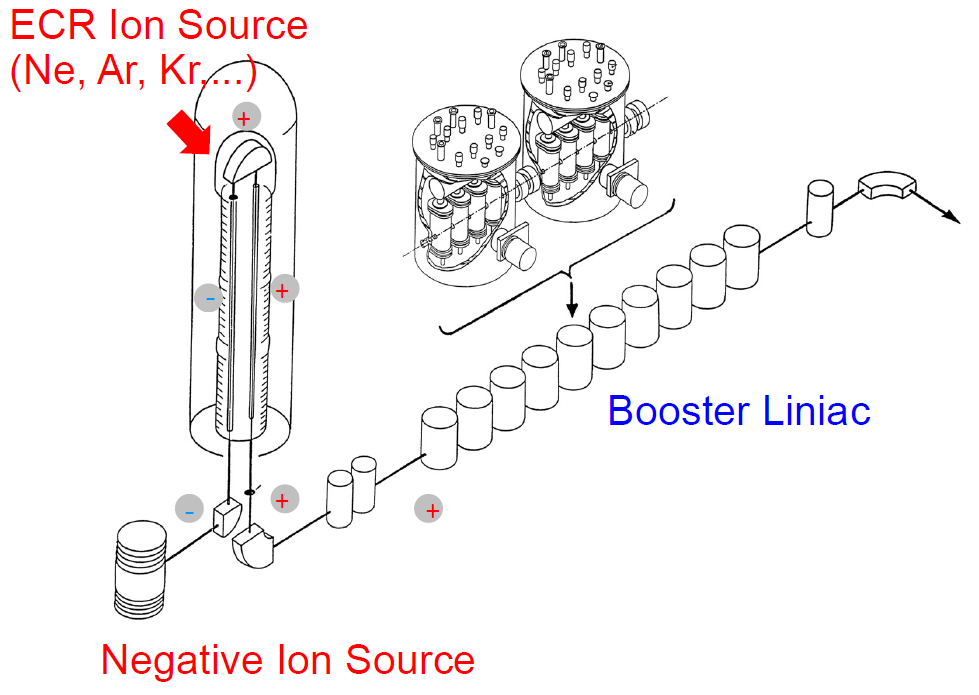 ECR Ion Source
(Ne, Ar, Kr,...)
+
-
+
-
+
+
Booster Liniac
Negative Ion Source